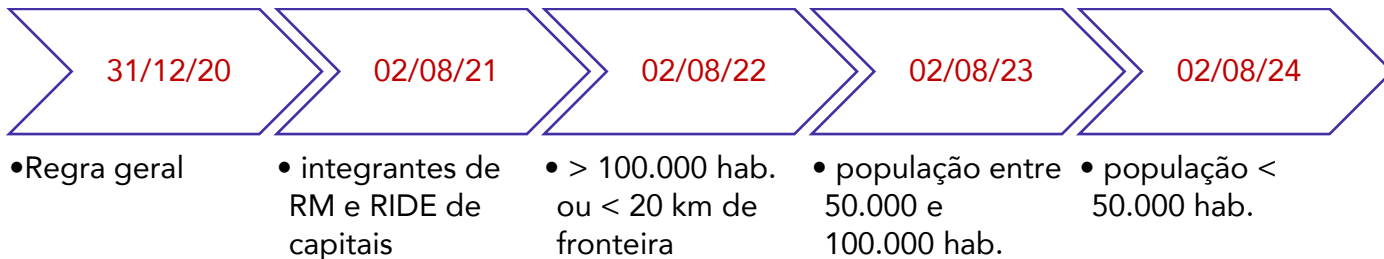 31/12/20
02/08/21
02/08/22
02/08/23
02/08/24
•Regra geral
• integrantes de
RM e RIDE de
capitais
• > 100.000 hab.
ou < 20 km de
fronteira
• população entre
50.000 e
100.000 hab.
• população <
50.000 hab.